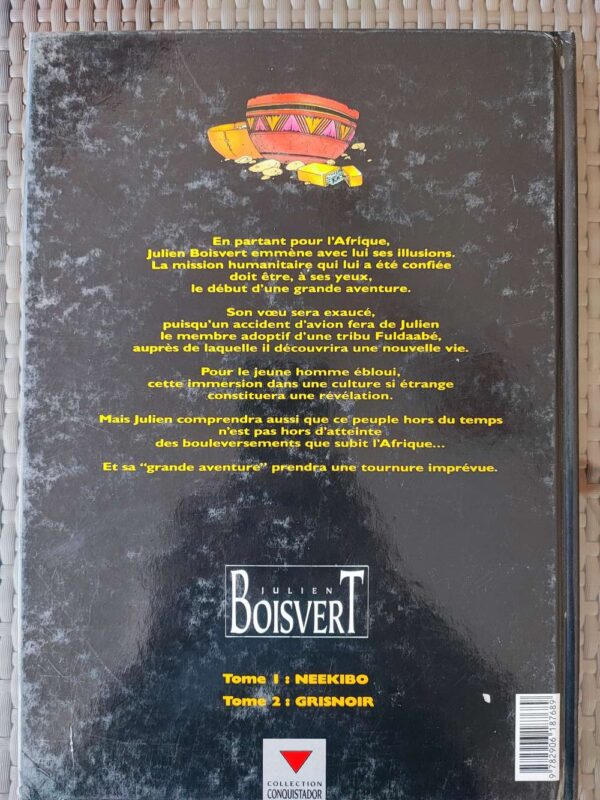 En partant pour l'Afrique,
Julien Boisvert emmène avec lui ses illusions.
La mission humanitaire qui lui a été confiée
doit être, à ses yeux,
le début d'une grande aventure.
Son vœu sera exaucé,
puisqu'un accident d'avion fera de Julien
le membre adoptif d'une tribu Fuldaabé,
auprès de laquelle il découvrira une nouvelle vie.
Pour le jeune homme ébloui,
cette immersion dans une culture si étrange
constituera une révélation.
Mais Julien comprendra aussi que ce peuple hors du temps
n'est pas hors d'atteinte
des bouleversements que subit l'Afrique...
Et sa "grande aventure" prendra une tournure imprévue.
JULIEN
BOISVERT
Tome 1 : NEEKIBO
Tome 2 : GRISNOIR
9 782906 187689
COLLECTION
CONQUISTADOR